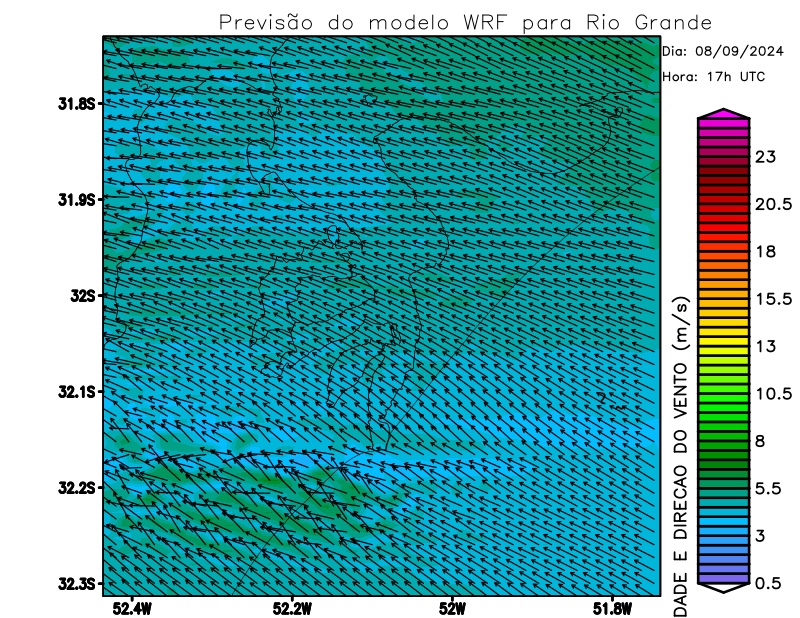 Previsão do modelo WRF para Rio Grande
Dia: 08/09/2024
Hora: 17h UTC
31.8S
31.9S
32S
32.1S
32.2S
32.3S
52.4W
52.2W
52W
51.8W
23
20.5
18
15.5
13
10.5
8
5.5
3
0.5
DADE E DIRECAO DO VENTO (m/s)